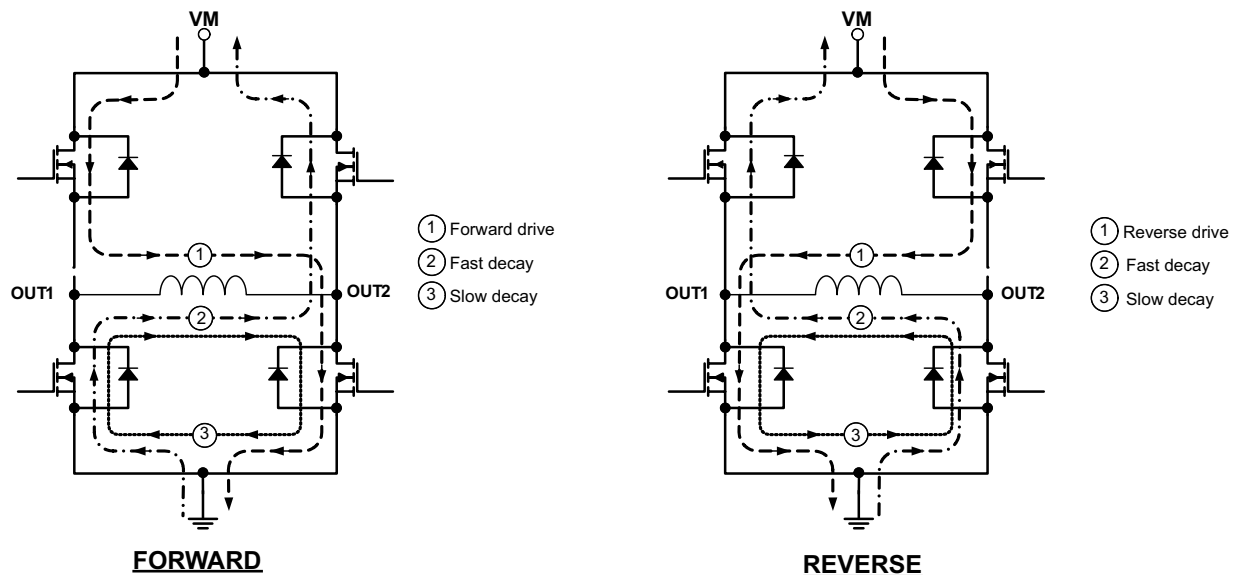 VM
1
OUT1
OUT2
2
3
1 Forward drive
2 Fast decay
3 Slow decay
FORWARD
VM
1
OUT1
OUT2
2
3
1 Reverse drive
2 Fast decay
3 Slow decay
REVERSE